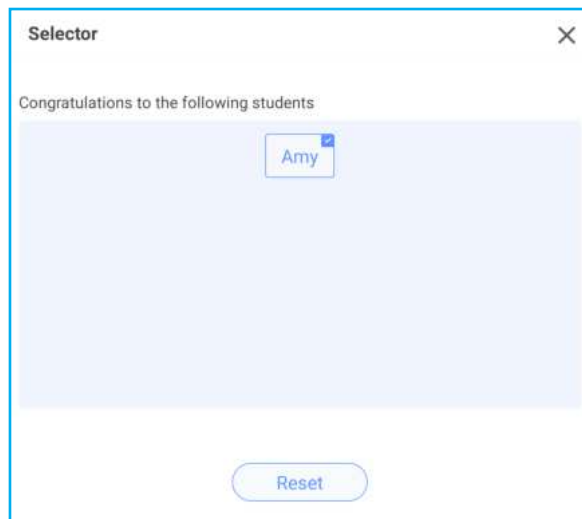 Selector
Congratulations to the following students
Amy
Reset